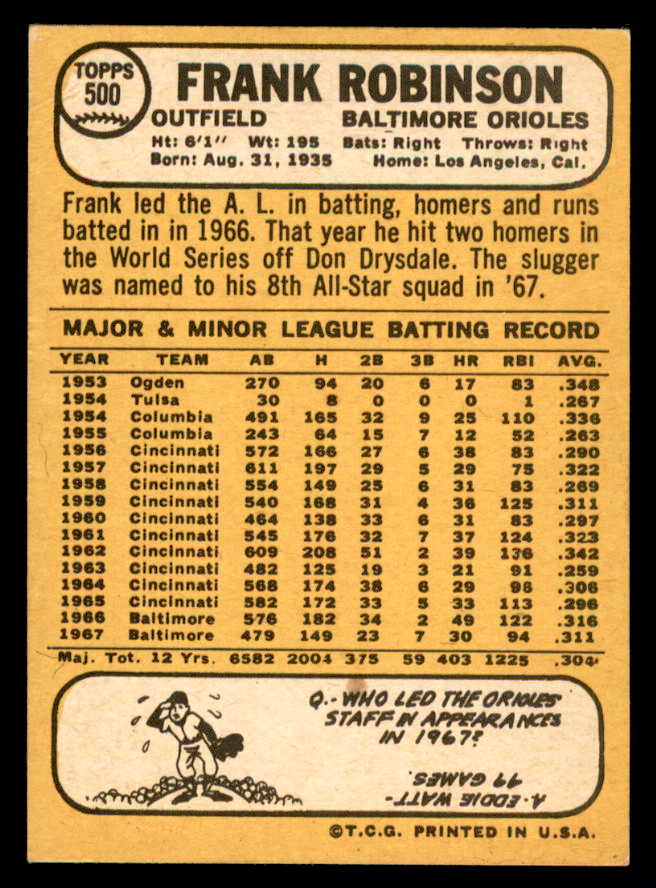 TOPPS
500
FRANK ROBINSON
OUTFIELD BALTIMORE ORIOLES
Ht: 6'1" Wt: 195 Bats: Right Throws: Right
Born: Aug. 31, 1935 Home: Los Angeles, Cal.
Frank led the A. L. in batting, homers and runs
batted in in 1966. That year he hit two homers in
the World Series off Don Drysdale. The slugger
was named to his 8th All-Star squad in '67.
MAJOR & MINOR LEAGUE BATTING RECORD
YEAR TEAM AB H 2B 3B HR RBI AVG.
1953 Ogden 270 94 20 6 17 83 .348
1954 Tulsa 30 8 0 0 0 1 .267
1954 Columbia 491 165 32 9 25 110 .336
1955 Columbia 243 64 15 7 12 52 .263
1956 Cincinnati 572 166 27 6 38 83 .290
1957 Cincinnati 611 197 29 5 29 75 .322
1958 Cincinnati 554 149 25 6 31 83 .269
1959 Cincinnati 540 168 31 4 36 125 .311
1960 Cincinnati 464 138 33 6 31 83 .297
1961 Cincinnati 545 176 32 7 37 124 .323
1962 Cincinnati 609 208 51 2 39 136 .342
1963 Cincinnati 482 125 19 3 21 91 .259
1964 Cincinnati 568 174 38 6 29 96 .306
1965 Cincinnati 582 172 33 5 33 113 .296
1966 Baltimore 576 182 34 2 49 122 .316
1967 Baltimore 479 149 23 7 30 94 .311
Maj. Tot. 12 Yrs. 6582 2004 375 59 403 1225 .304
Q.-WHO LED THE ORIOLES'
STAFF IN APPEARANCES
IN 1967?
A.-EDDIE WATT-
49 GAMES.
©T.C.G. PRINTED IN U.S.A.